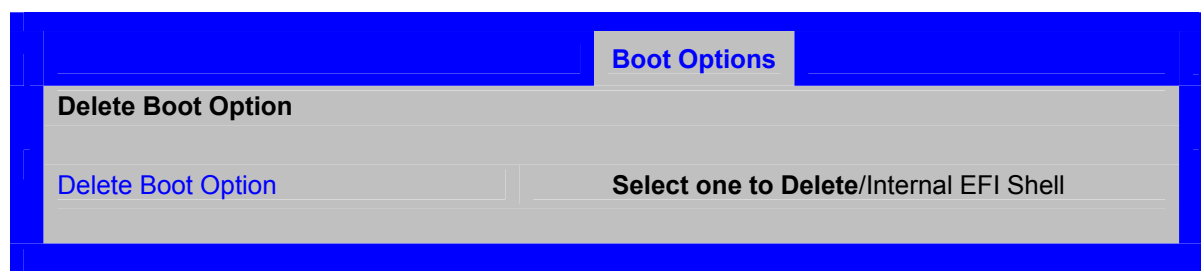 Boot Options
Delete Boot Option
Delete Boot Option Select one to Delete/Internal EFI Shell